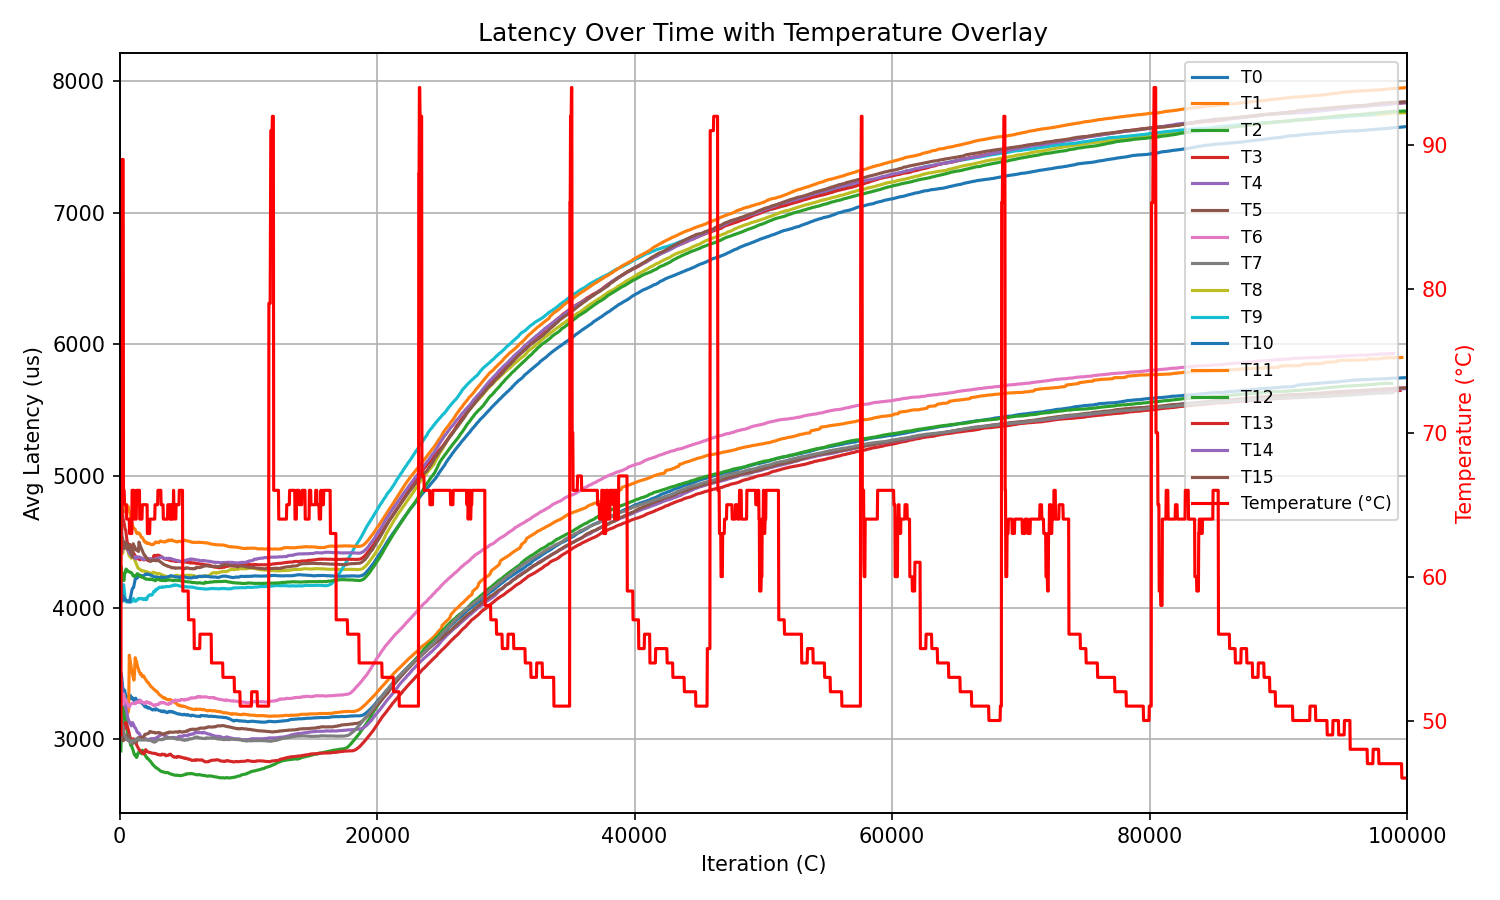 Latency Over Time with Temperature Overlay
8000
7000
6000
5000
4000
3000
Avg Latency (us)
0
20000
40000
60000
80000
100000
Iteration (C)
90
80
70
60
50
Temperature (°C)
T0
T1
T2
T3
T4
T5
T6
T7
T8
T9
T10
T11
T12
T13
T14
T15
Temperature (°C)